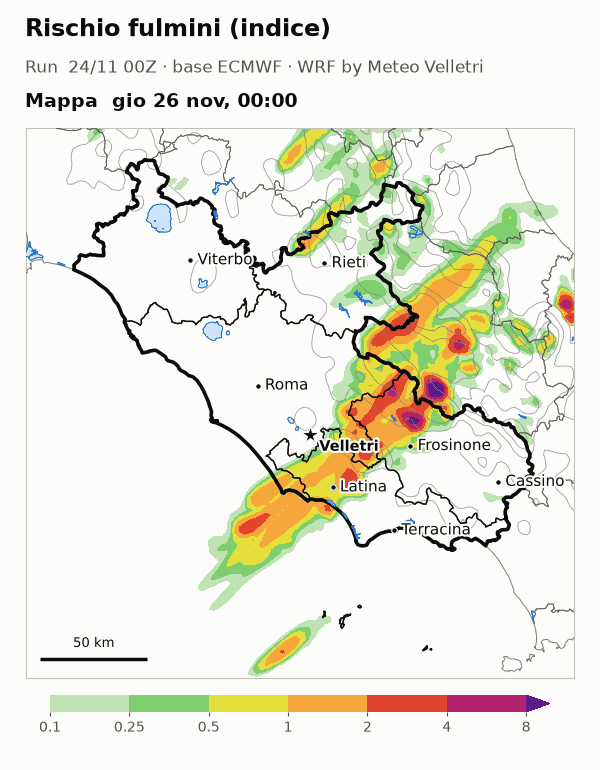 Rischio fulmini (indice)
Run  24/11 00Z · base ECMWF · WRF by Meteo Velletri
Mappa  gio 26 nov, 00:00
Viterbo
Rieti
Roma
Velletri
Frosinone
Latina
Cassino
Terracina
50 km
0.1 0.25 0.5 1 2 4 8